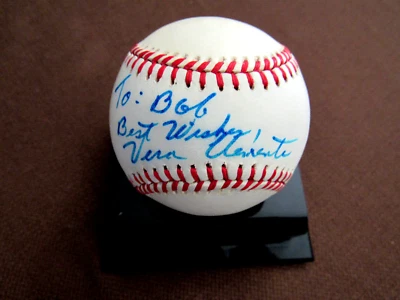 To: Bob
Best Wishes,
Vera Clemente